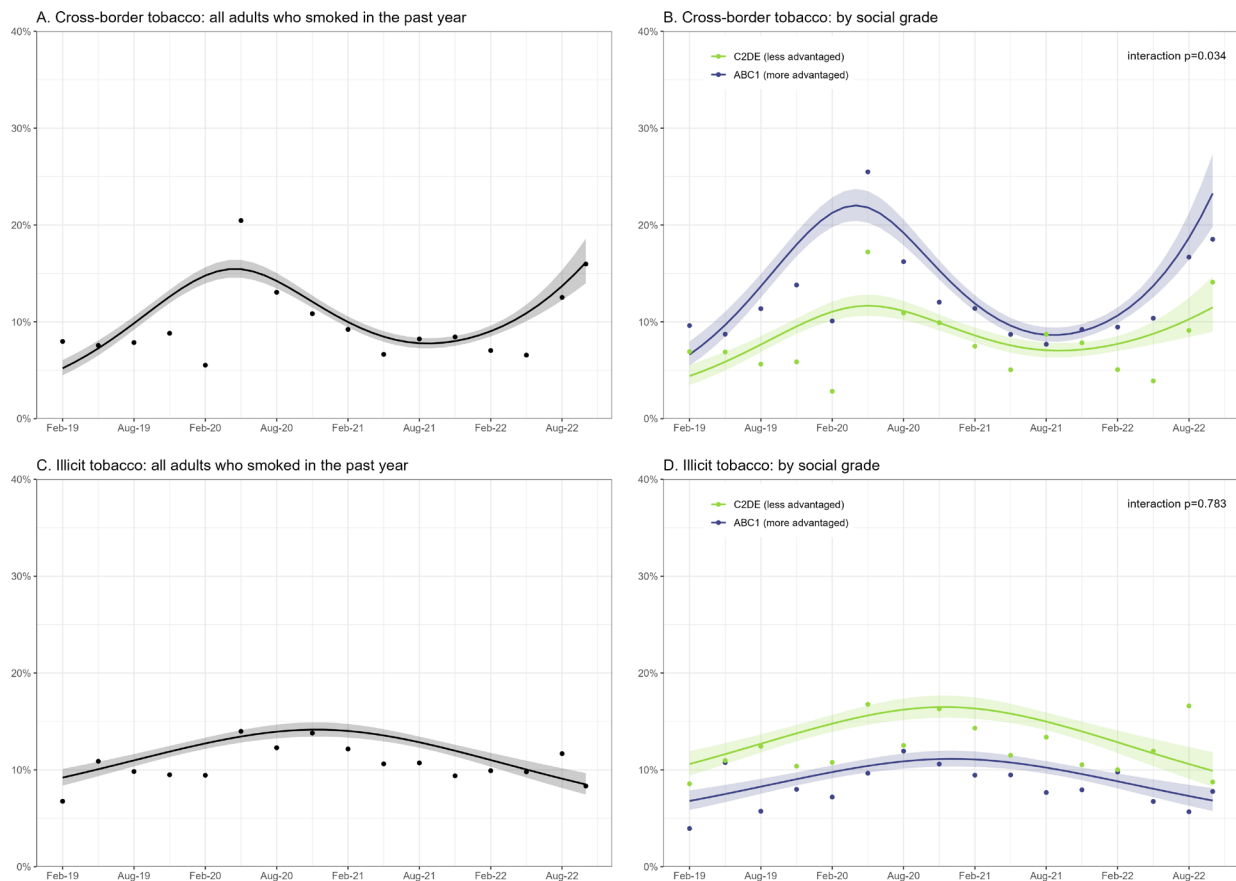 A. Cross-border tobacco: all adults who smoked in the past year
40%
30%
20%
10%
0%
Feb-19 Aug-19 Feb-20 Aug-20 Feb-21 Aug-21 Feb-22 Aug-22
B. Cross-border tobacco: by social grade
C2DE (less advantaged)
ABC1 (more advantaged)
interaction p=0.034
40%
30%
20%
10%
0%
Feb-19 Aug-19 Feb-20 Aug-20 Feb-21 Aug-21 Feb-22 Aug-22
C. Illicit tobacco: all adults who smoked in the past year
40%
30%
20%
10%
0%
Feb-19 Aug-19 Feb-20 Aug-20 Feb-21 Aug-21 Feb-22 Aug-22
D. Illicit tobacco: by social grade
C2DE (less advantaged)
ABC1 (more advantaged)
interaction p=0.783
40%
30%
20%
10%
0%
Feb-19 Aug-19 Feb-20 Aug-20 Feb-21 Aug-21 Feb-22 Aug-22